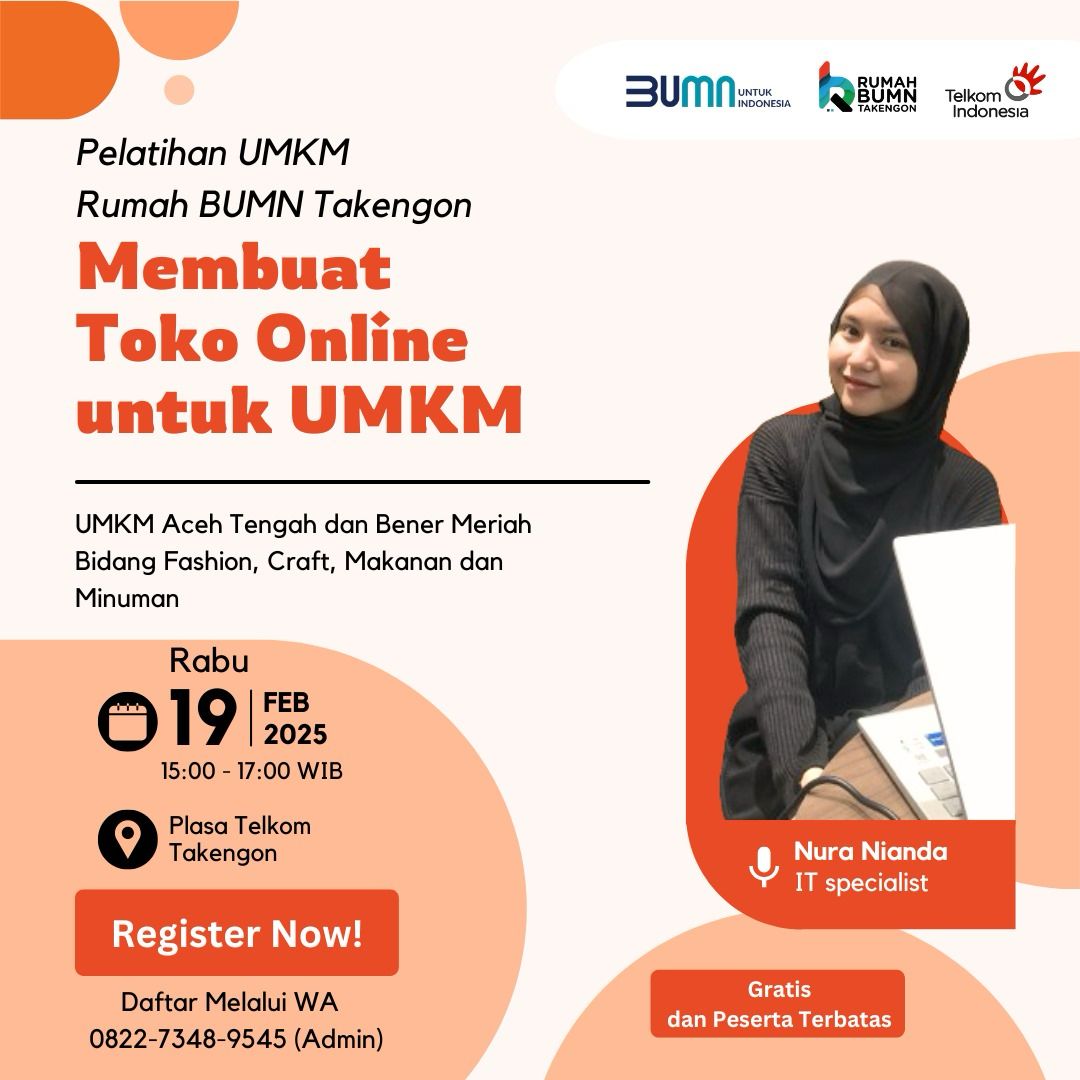 BUMN UNTUK
INDONESIA
RUMAH
BUMN
TAKENGON
Telkom
Indonesia
Pelatihan UMKM
Rumah BUMN Takengon
Membuat
Toko Online
untuk UMKM
UMKM Aceh Tengah dan Bener Meriah
Bidang Fashion, Craft, Makanan dan
Minuman
Rabu
19 FEB
2025
15:00 - 17:00 WIB
Plasa Telkom
Takengon
Register Now!
Daftar Melalui WA
0822-7348-9545 (Admin)
Nura Nianda
IT specialist
Gratis
dan Peserta Terbatas